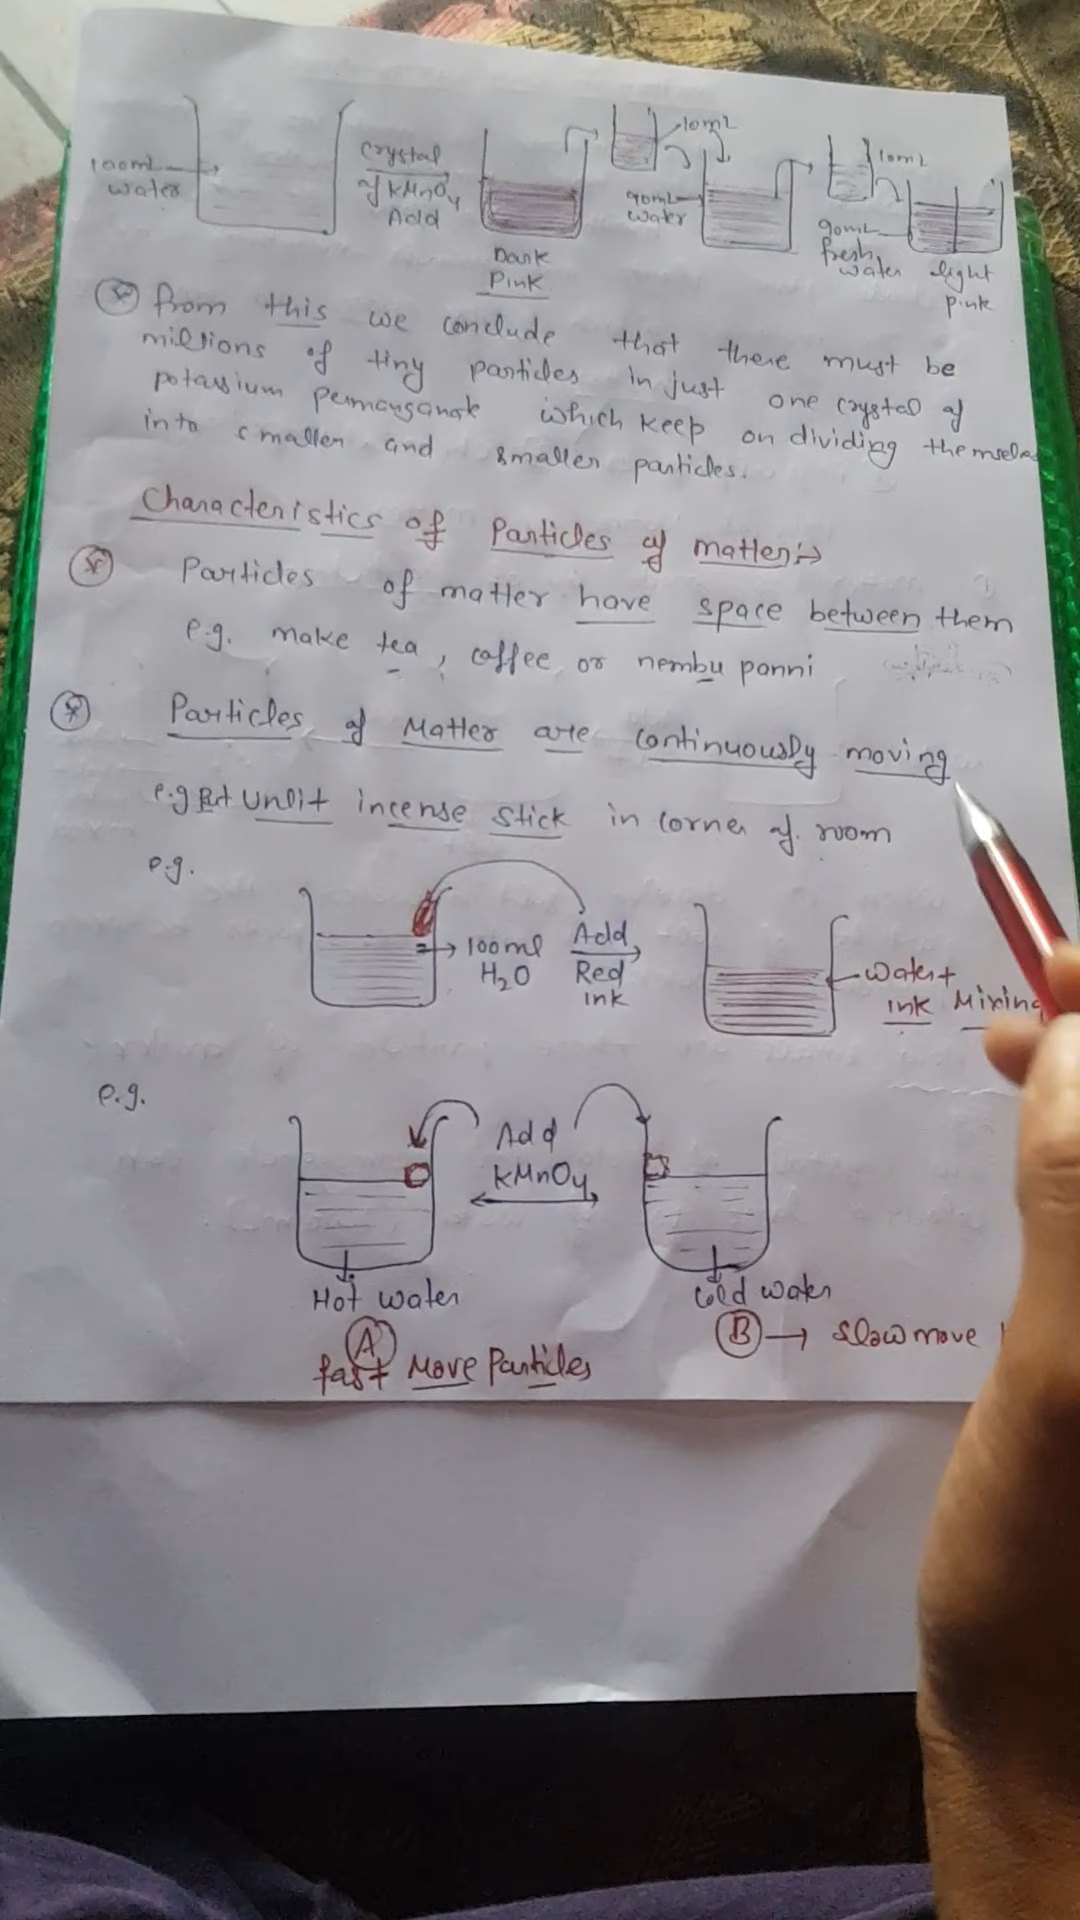 100mL
water
Crystal
of KMnO4
Add
Dark
Pink
10mL
90mL
water
10mL
90mL
fresh
water
light
pink
from this we conclude that there must be
millions of tiny particles in just one crystal of
potassium permanganate which keep on dividing
into smaller and smaller particles.
Characteristics of Particles of matter:→
Particles of matter have space between them
e.g. make tea, coffee or nembu panni
Particles of Matter are continuously moving
e.g Put Unlit incense stick in corner of room
e.g.
100ml
H2O
Add
Red
ink
water+
ink Mixing
e.g.
Add
KMnO4
Hot water
Cold water
A
fast Move Particles
B → Slow move